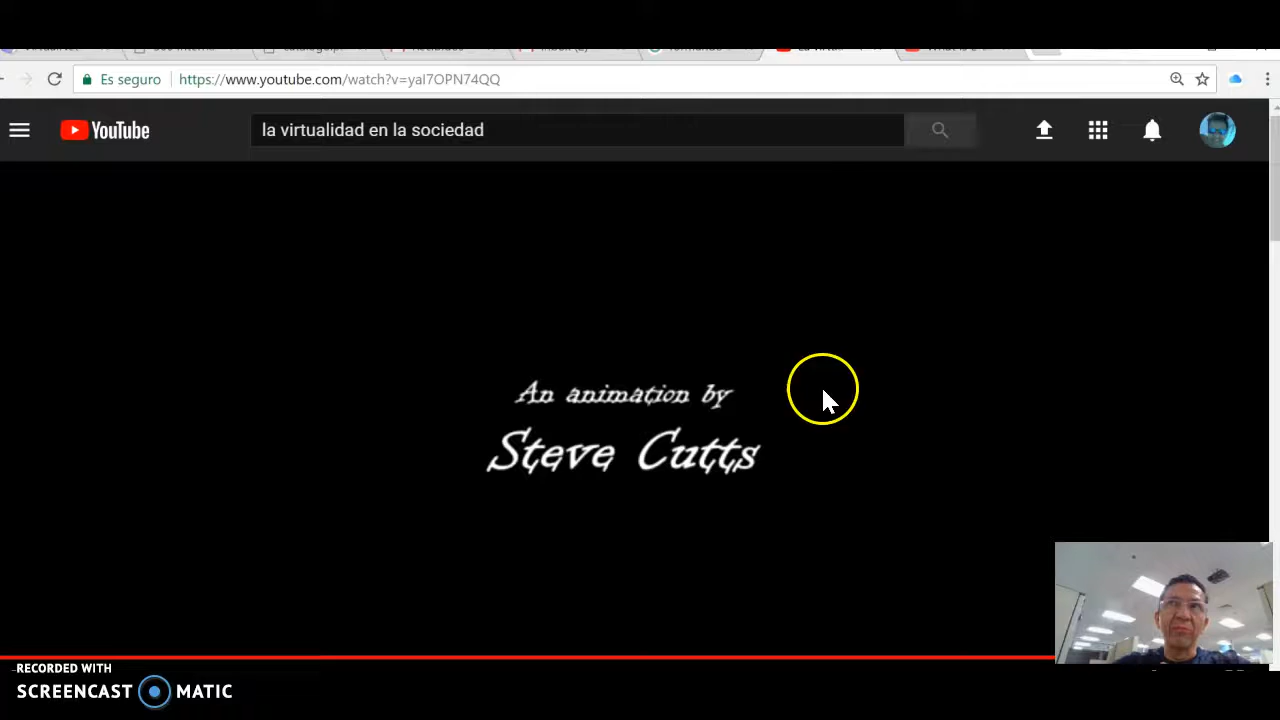 Es seguro
https://www.youtube.com/watch?v=yaI7OPN74QQ
YouTube
la virtualidad en la sociedad
An animation by
Steve Cutts
RECORDED WITH
SCREENCAST MATIC